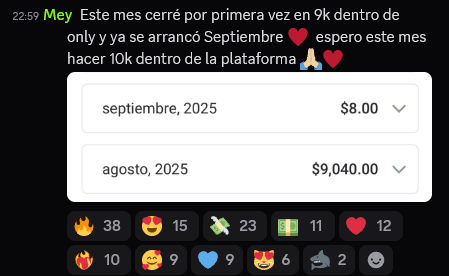 22:59 Mey Este mes cerré por primera vez en 9k dentro de
only y ya se arrancó Septiembre ♥️ espero este mes
hacer 10k dentro de la plataforma 🙏🏻♥️
septiembre, 2025 $8.00
agosto, 2025 $9,040.00
🔥 38 😍 15 💸 23 💵 11 ♥️ 12
❤️‍🔥 10 🥰 9 💙 9 😻 6 🦈 2